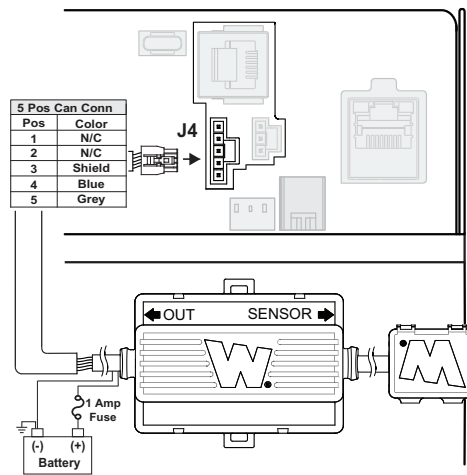 5 Pos Can Conn
Pos Color
1 N/C
2 N/C
3 Shield
4 Blue
5 Grey
J4
OUT SENSOR
W
1 Amp
Fuse
(-) (+)
Battery